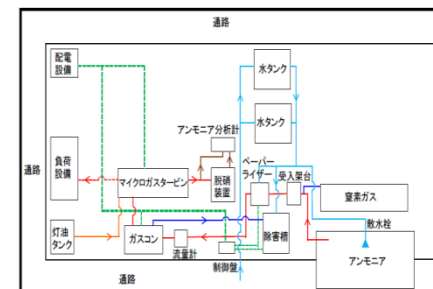 通路
配電
設備
水タンク
水タンク
アンモニア分析計
通路
負荷
設備
マイクロガスタービン
脱硝
装置
ベーパー
ライザー
受入架台
窒素ガス
灯油
タンク
ガスコン
流量計
制御盤
除害槽
散水栓
アンモニア
通路